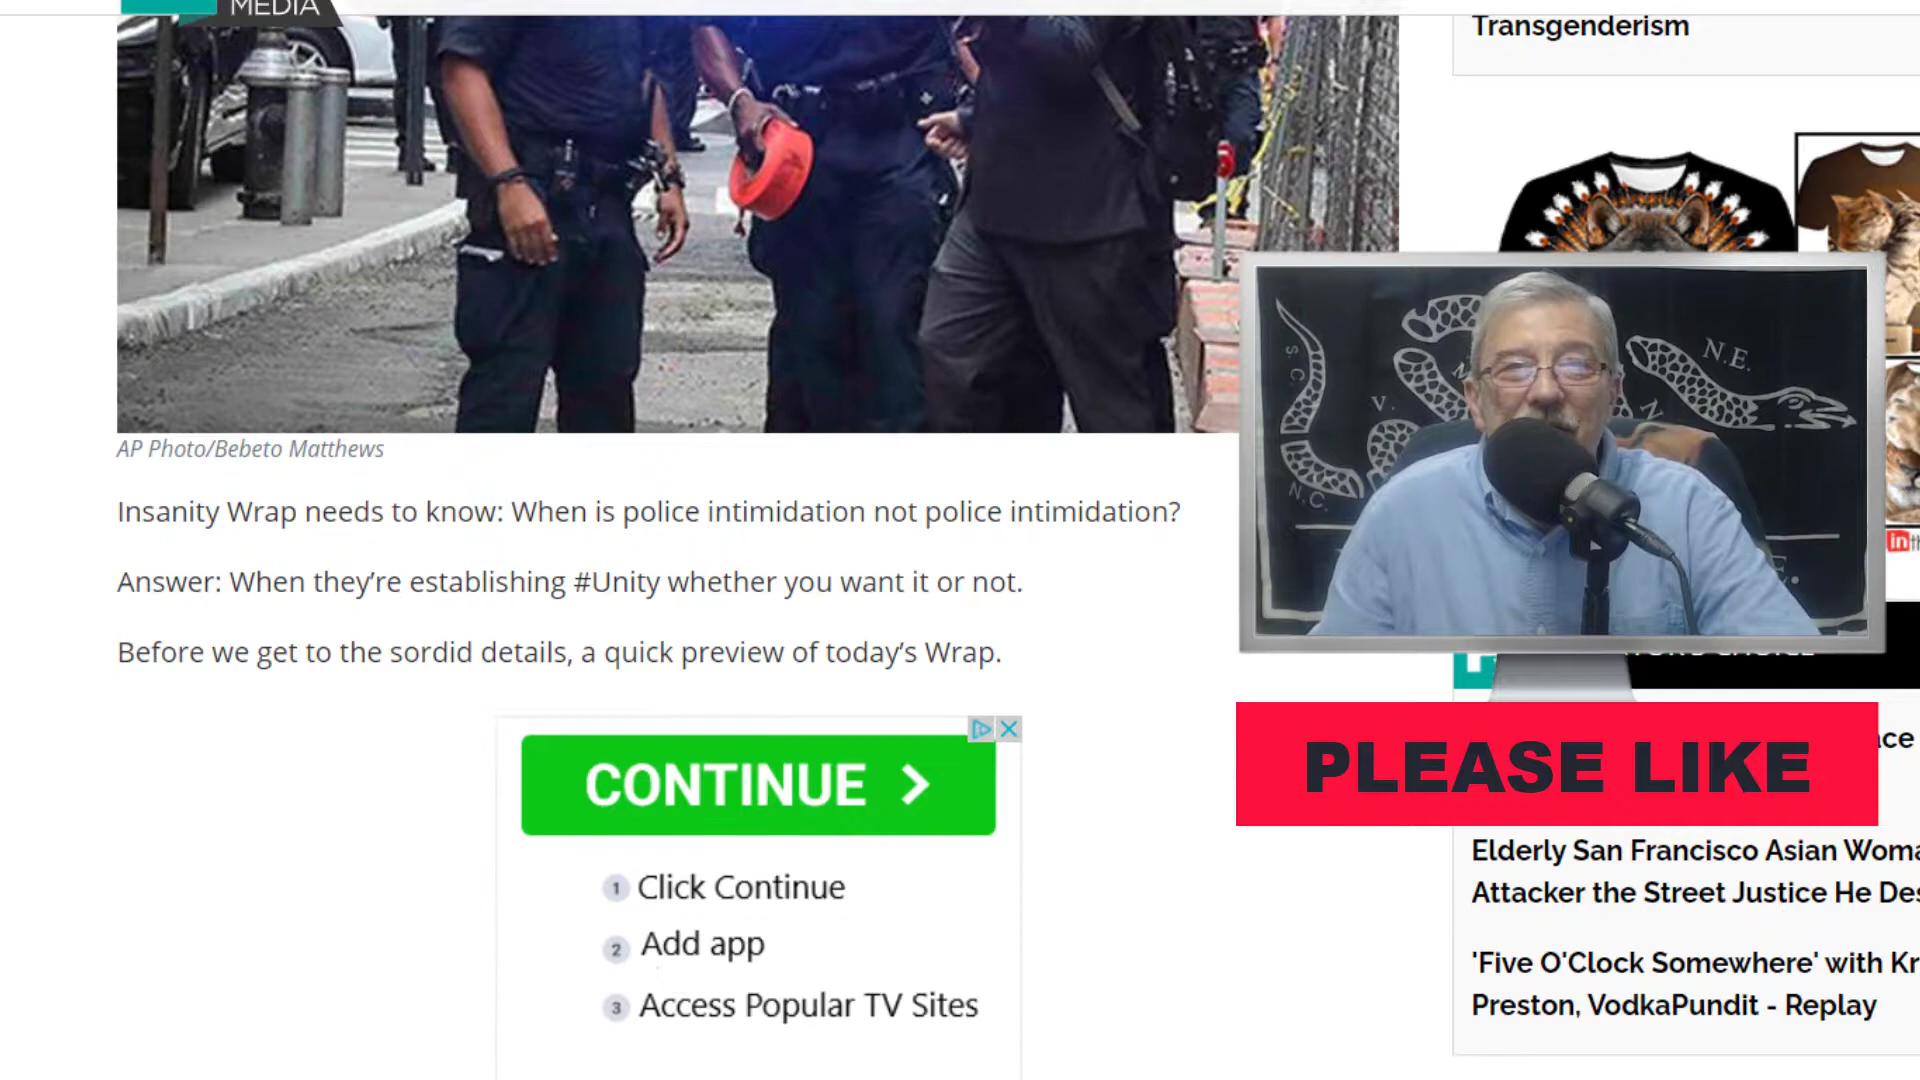 MEDIA
Transgenderism
AP Photo/Bebeto Matthews
Insanity Wrap needs to know: When is police intimidation not police intimidation?
Answer: When they’re establishing #Unity whether you want it or not.
Before we get to the sordid details, a quick preview of today’s Wrap.
S. C.
N.C.
V.
M
N
N.E.
E.
in
PLEASE LIKE
CONTINUE
1 Click Continue
2 Add app
3 Access Popular TV Sites
Elderly San Francisco Asian Woma
Attacker the Street Justice He Des
'Five O'Clock Somewhere' with Kr
Preston, VodkaPundit - Replay